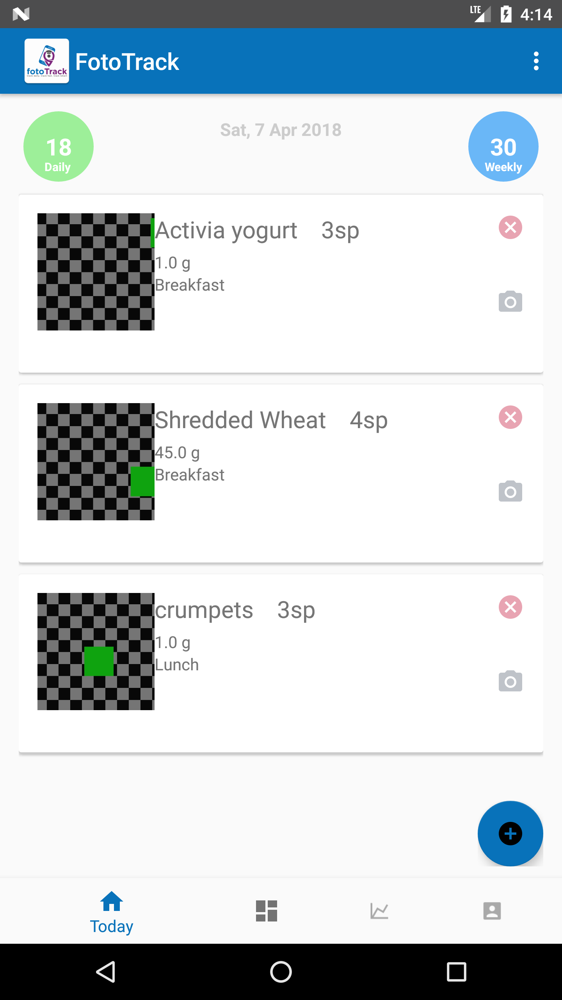 LTE 4:14
fotoTrack
track daily, track fast, track Smart
FotoTrack
Sat, 7 Apr 2018
18
Daily
30
Weekly
Activia yogurt 3sp
1.0 g
Breakfast
Shredded Wheat 4sp
45.0 g
Breakfast
crumpets 3sp
1.0 g
Lunch
Today